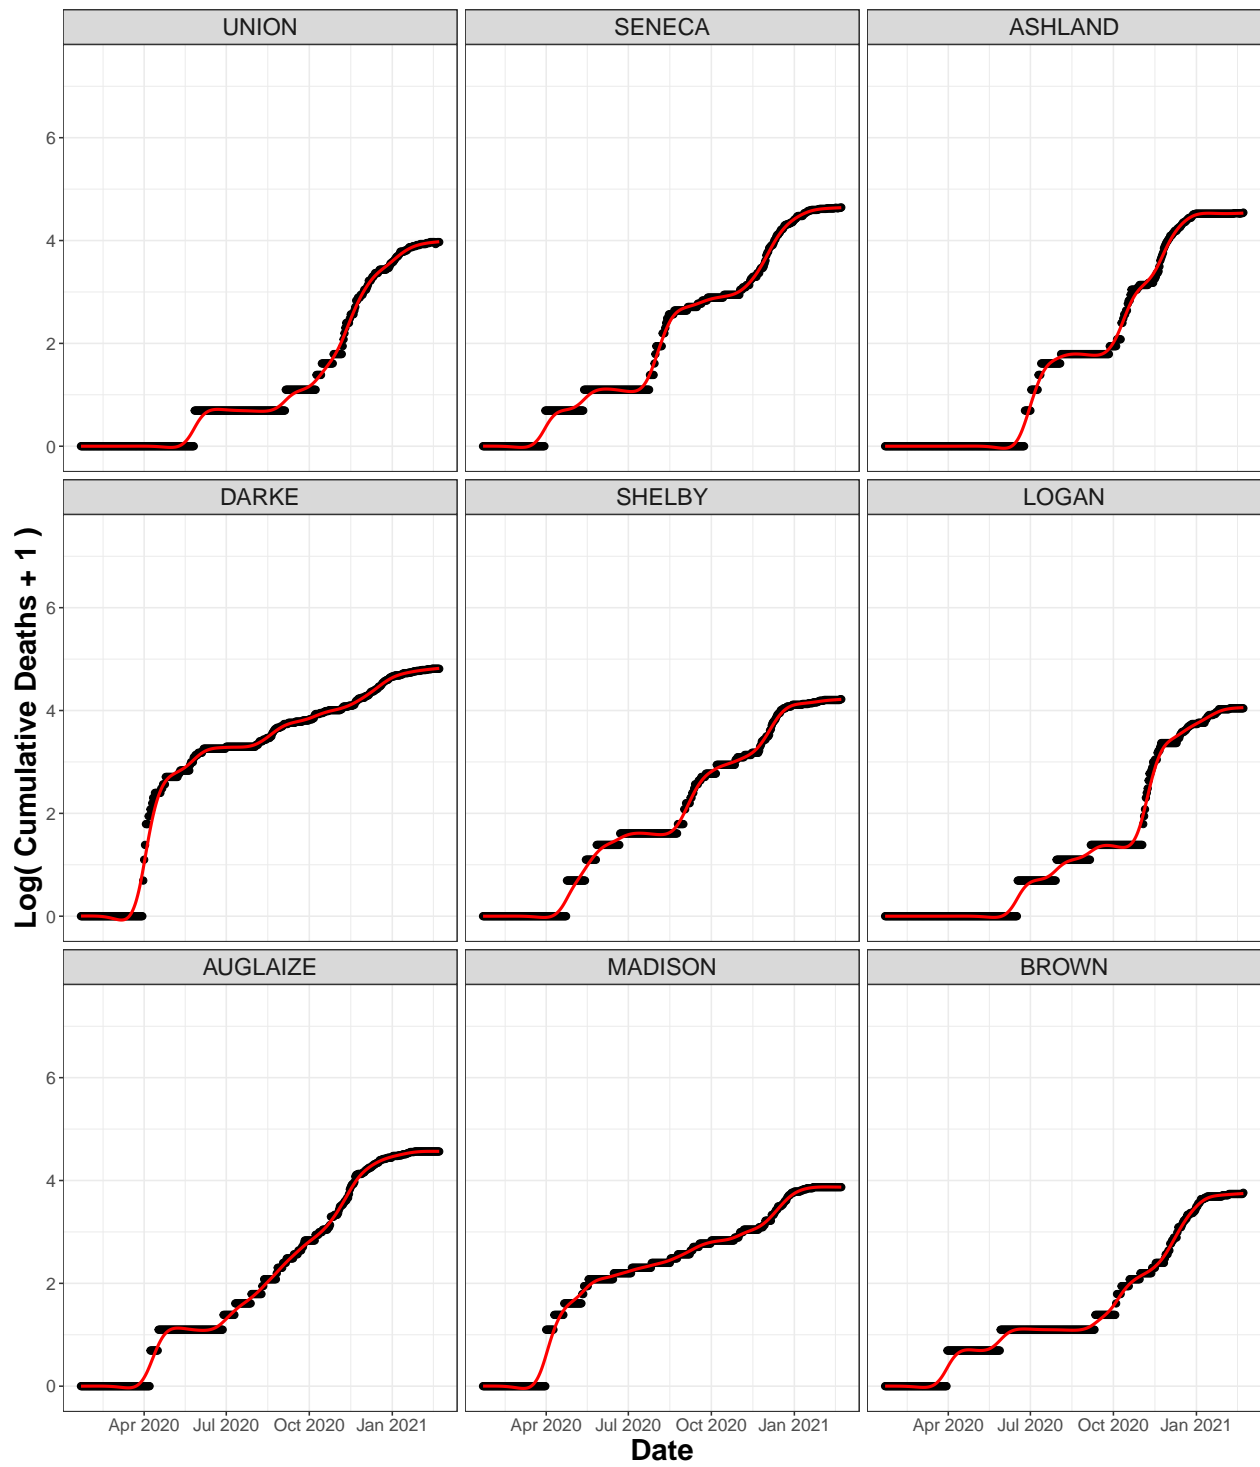 UNION SENECA ASHLAND
6
4
2
0
DARKE SHELBY LOGAN
6
4
2
0
Log( Cumulative Deaths + 1 )
AUGLAIZE MADISON BROWN
6
4
2
0
Apr 2020 Jul 2020 Oct 2020 Jan 2021 Apr 2020 Jul 2020 Oct 2020 Jan 2021 Apr 2020 Jul 2020 Oct 2020 Jan 2021
Date